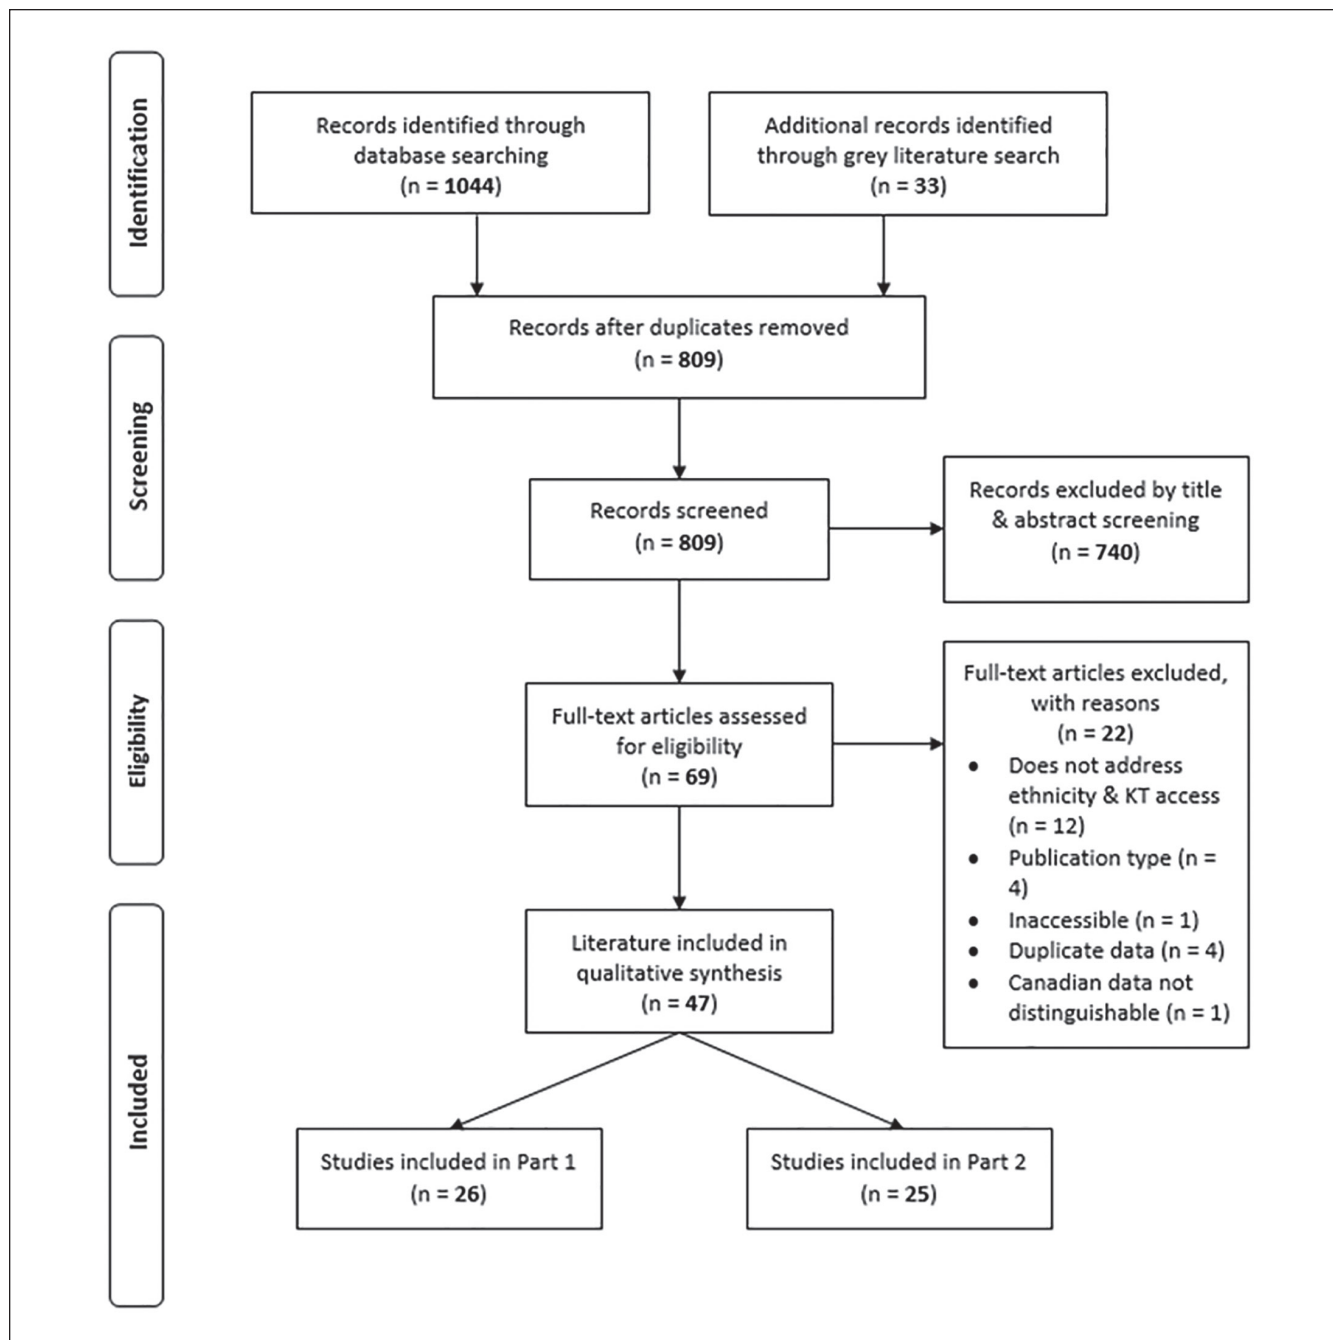 Identification
Records identified through
database searching
(n = 1044)
Additional records identified
through grey literature search
(n = 33)
Records after duplicates removed
(n = 809)
Screening
Records screened
(n = 809)
Records excluded by title
& abstract screening
(n = 740)
Eligibility
Full-text articles assessed
for eligibility
(n = 69)
Full-text articles excluded,
with reasons
(n = 22)
• Does not address
ethnicity & KT access
(n = 12)
• Publication type (n =
4)
• Inaccessible (n = 1)
• Duplicate data (n = 4)
• Canadian data not
distinguishable (n = 1)
Included
Literature included in
qualitative synthesis
(n = 47)
Studies included in Part 1
(n = 26)
Studies included in Part 2
(n = 25)